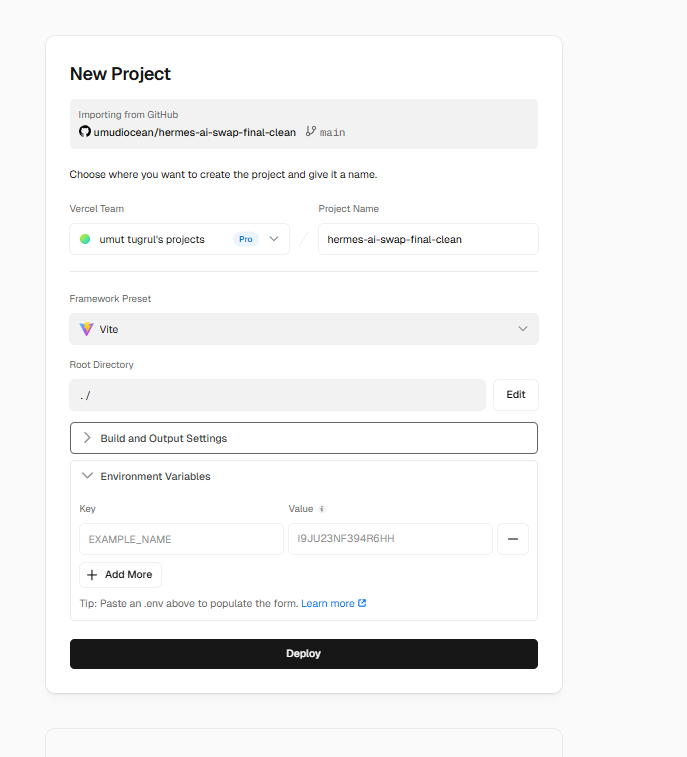 New Project
Importing from GitHub
umudiocean/hermes-ai-swap-final-clean main
Choose where you want to create the project and give it a name.
Vercel Team
Project Name
umut tugrul's projects Pro
/
hermes-ai-swap-final-clean
Framework Preset
Vite
Root Directory
./
Edit
Build and Output Settings
Environment Variables
Key
Value
EXAMPLE_NAME
I9JU23NF394R6HH
Add More
Tip: Paste an .env above to populate the form. Learn more
Deploy